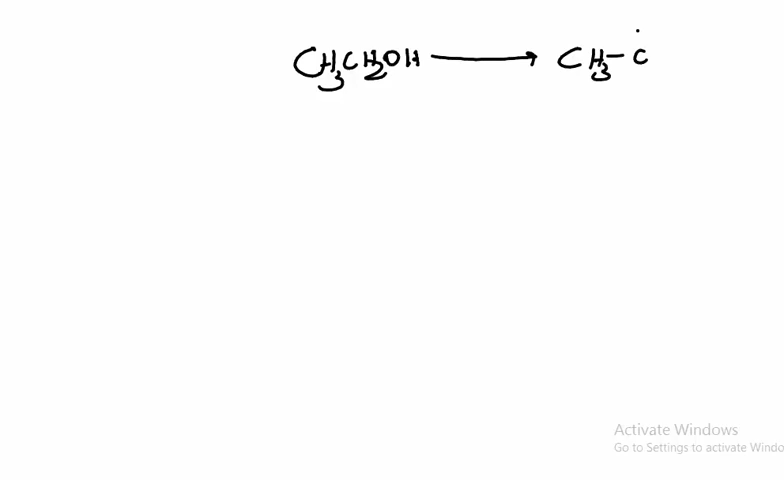 CH₃CH₂OH ⟶ CH₃–C
Activate Windows
Go to Settings to activate Windo